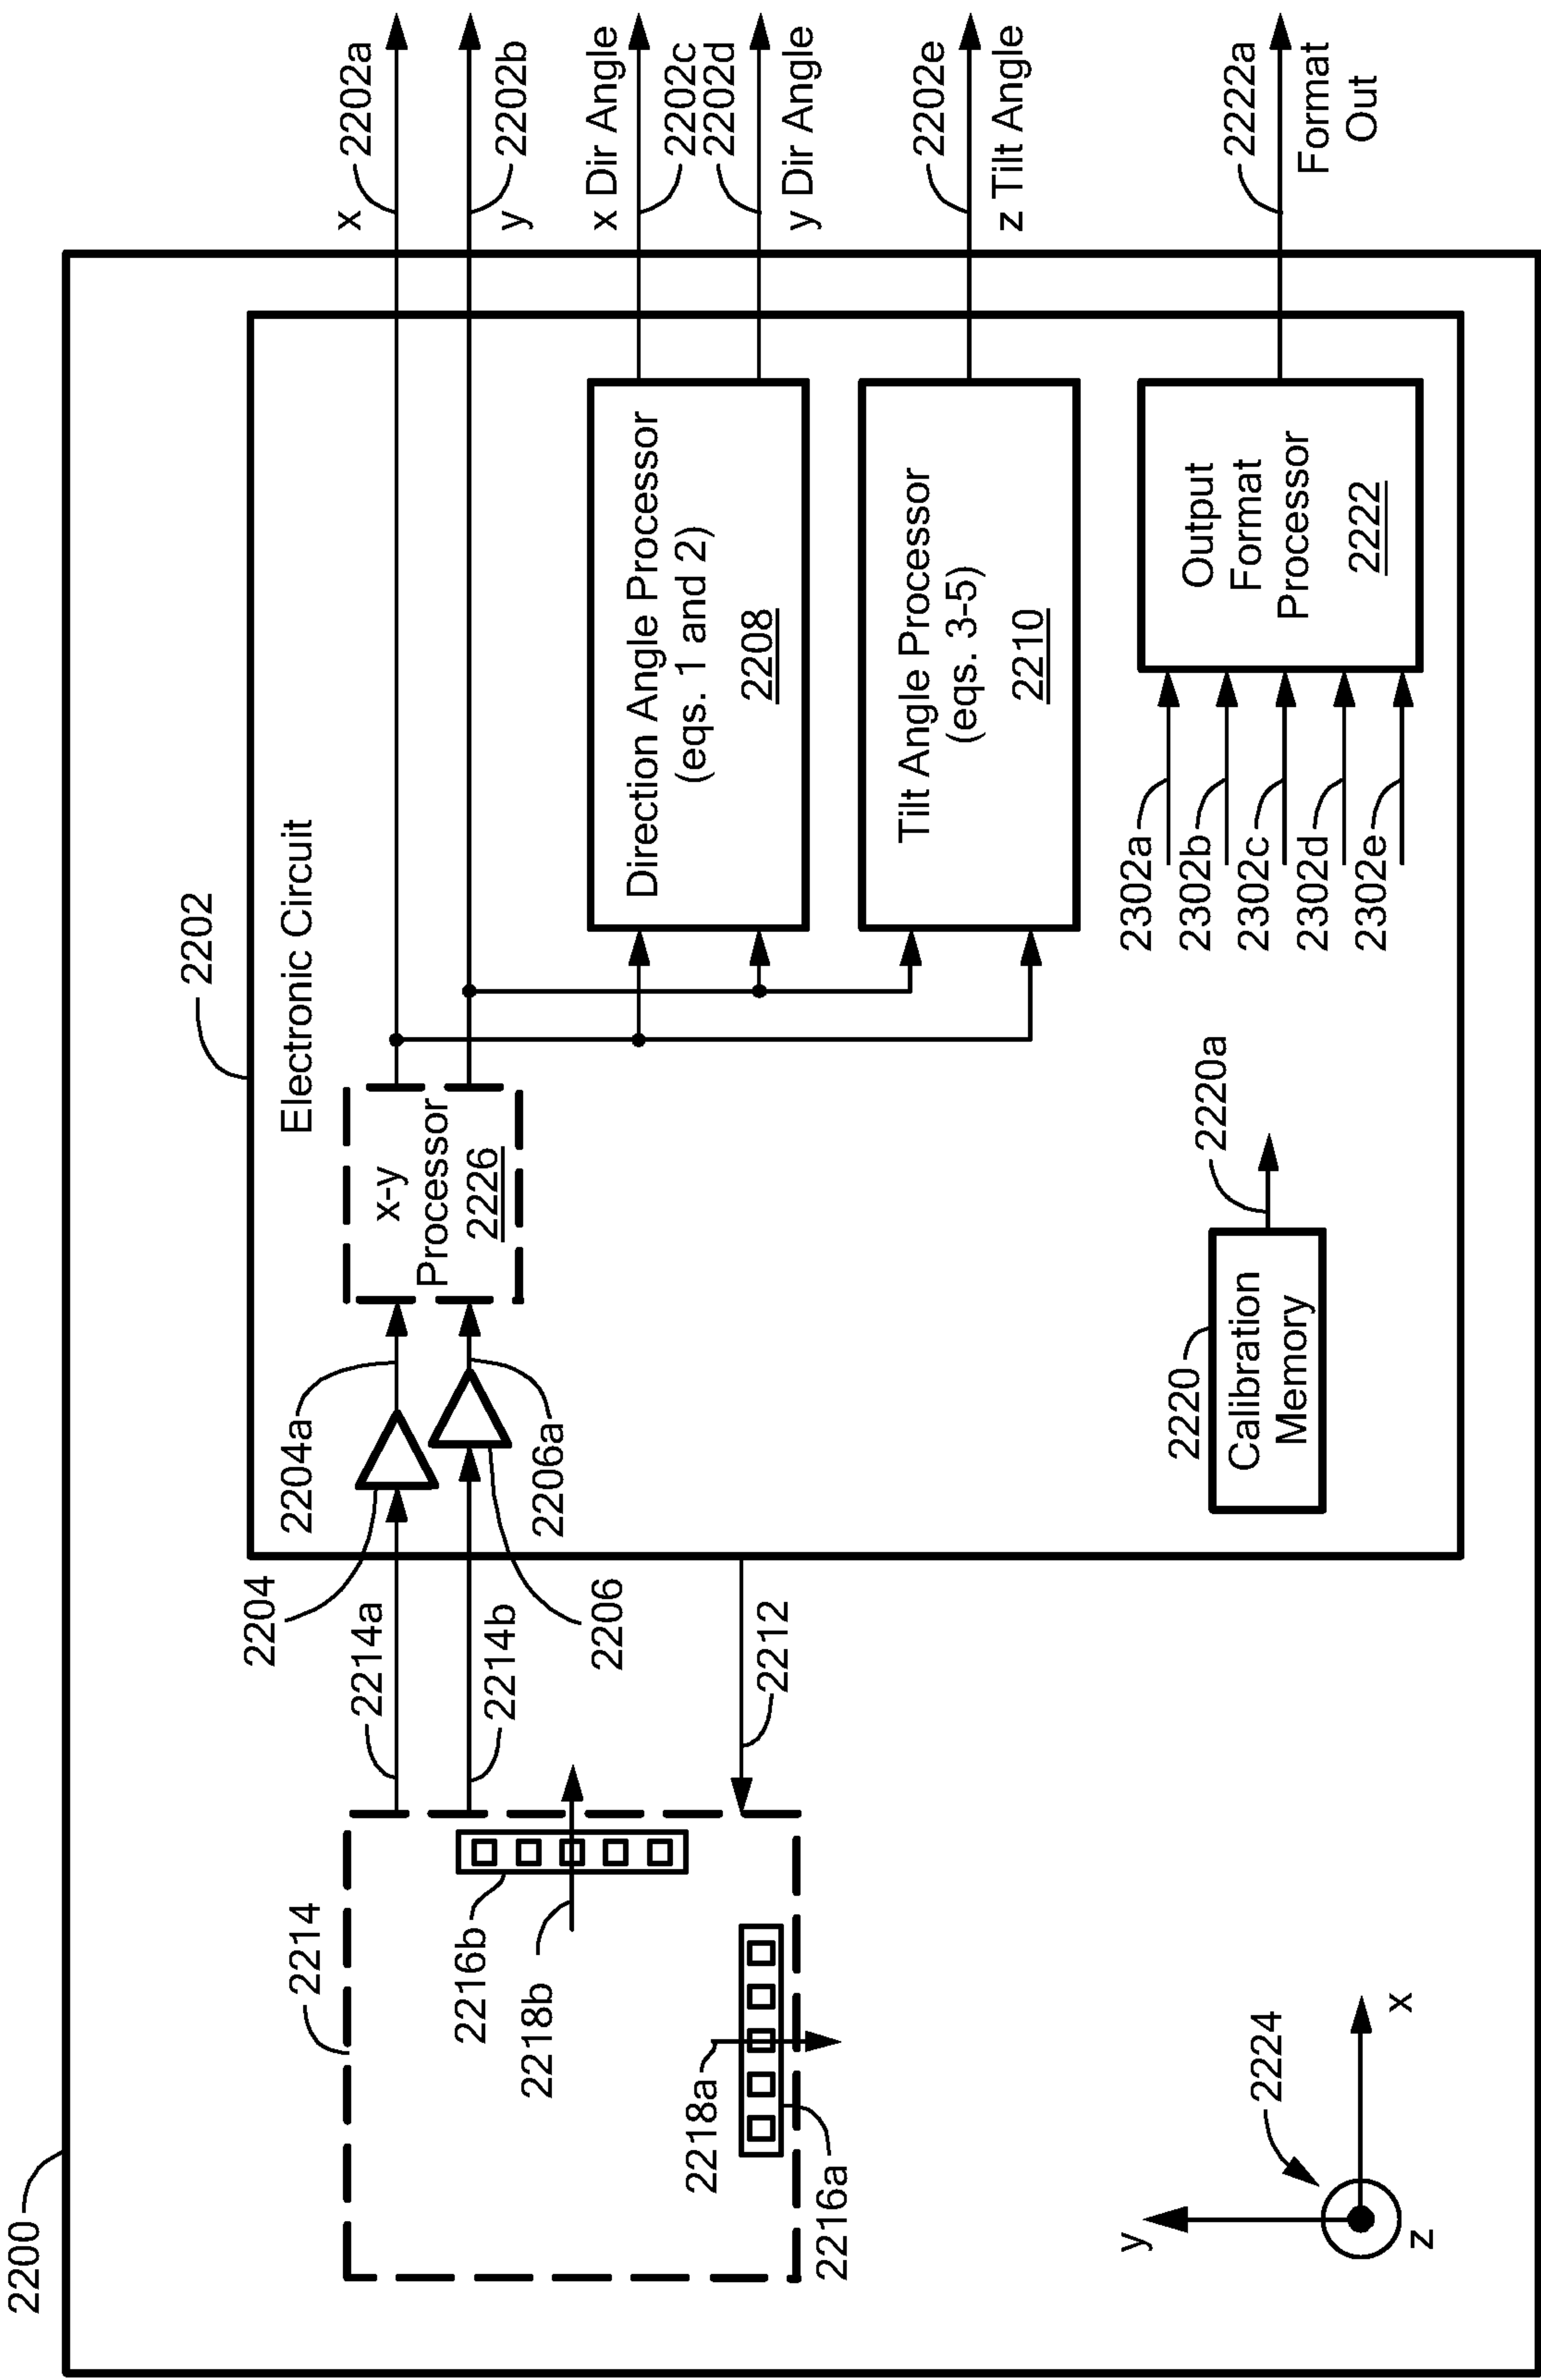 2200
2202
Electronic Circuit
2214
2214a
2214b
2204
2204a
2206
2206a
x-y
Processor
2226
x
2202a
2202b
y
x Dir Angle
2202c
2202d
y Dir Angle
Direction Angle Processor
(eqs. 1 and 2)
2208
2202e
z Tilt Angle
Tilt Angle Processor
(eqs. 3-5)
2210
2216b
2218b
2218a
2216a
2212
2302a
2302b
2302c
2302d
2302e
Output
Format
Processor
2222
2222a
Format
Out
2220
Calibration
Memory
2220a
2224
y
x
z